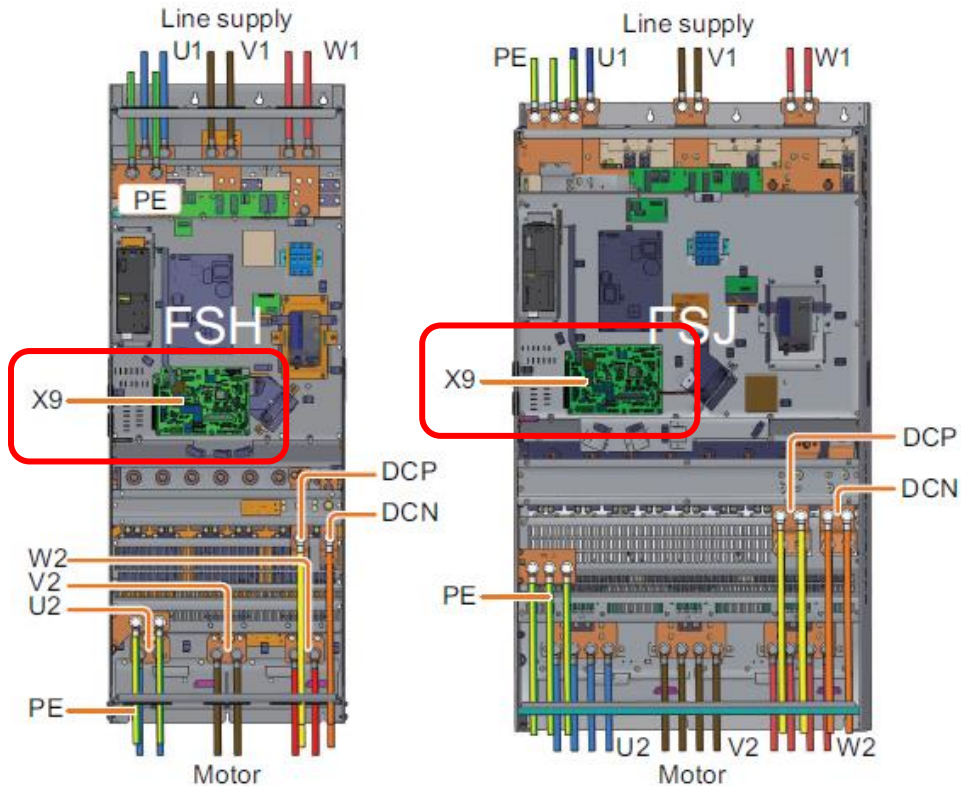 Line supply
U1 V1 W1
PE
FSH
X9
DCP
DCN
W2
V2
U2
PE
Motor
Line supply
PE U1 V1 W1
FSJ
X9
DCP
DCN
PE
U2 V2 W2
Motor